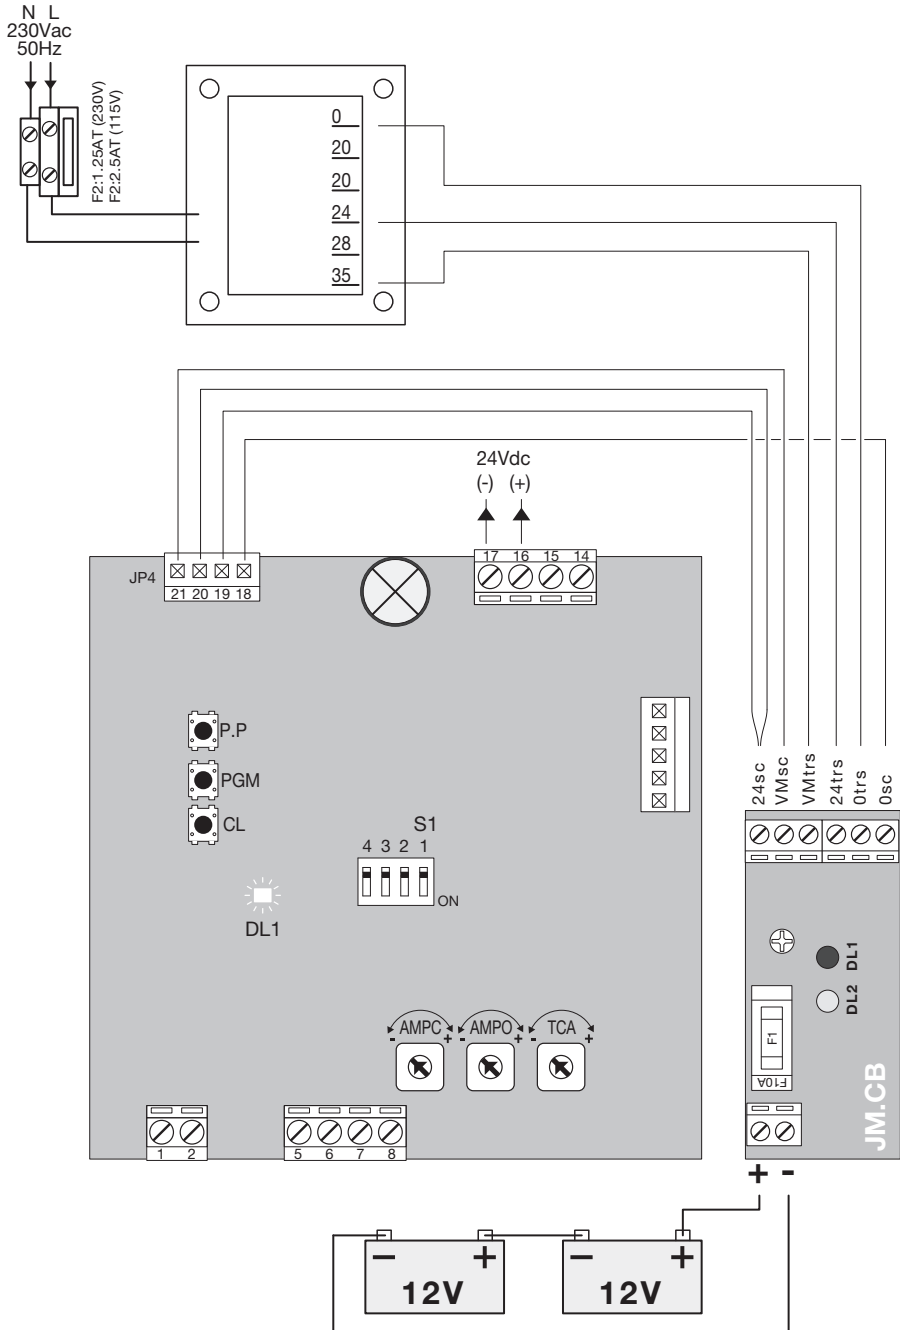 N L
230Vac
50Hz
F2:1.25AT (230V)
F2:2.5AT (115V)
0
20
20
24
28
35
24Vdc
(-) (+)
17 16 15 14
JP4
21 20 19 18
P.P
PGM
CL
S1
4 3 2 1
ON
DL1
24sc
VMsc
VMtrs
24trs
0trs
0sc
DL1
DL2
F1
F10A
JM.CB
AMPC
- +
AMPO
- +
TCA
- +
1 2
5 6 7 8
+ -
- +
12V
- +
12V